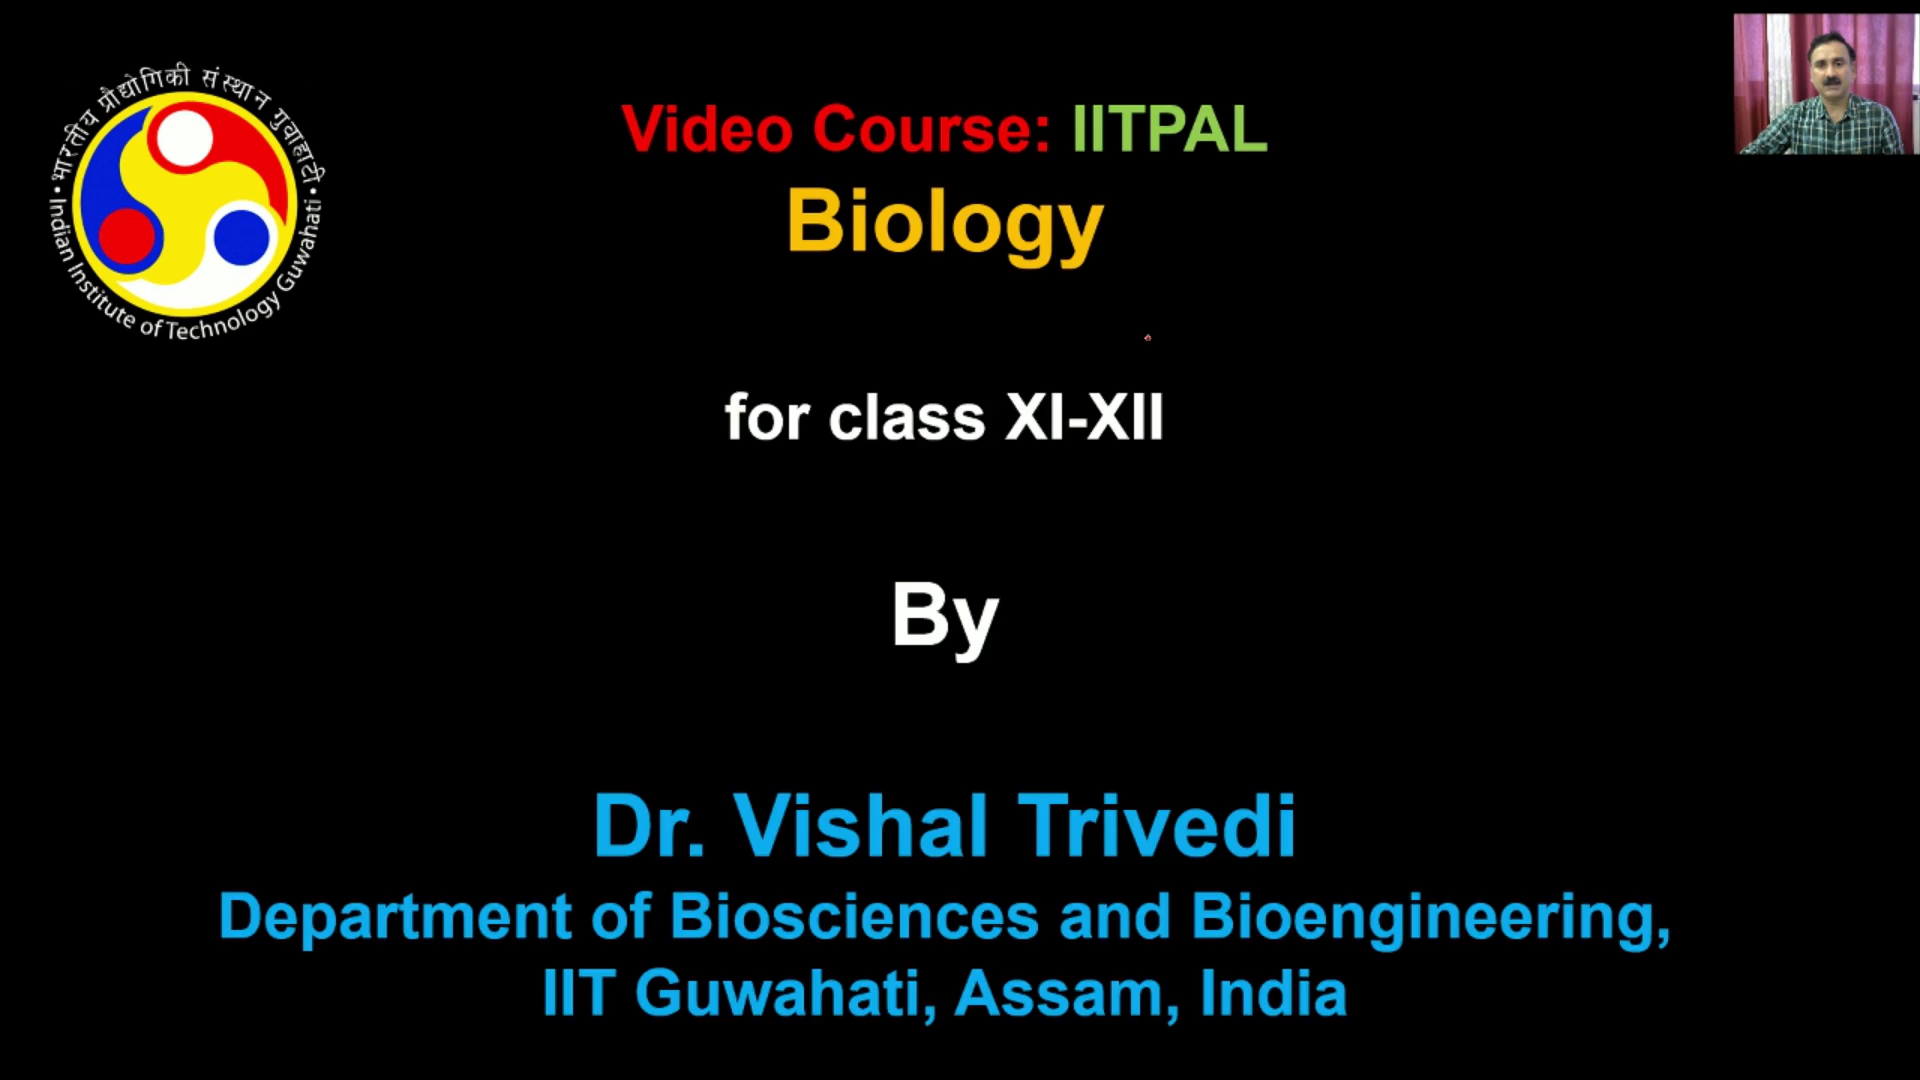 भारतीय प्रौद्योगिकी संस्थान गुवाहाटी
Indian Institute of Technology Guwahati
Video Course: IITPAL
Biology
for class XI-XII
By
Dr. Vishal Trivedi
Department of Biosciences and Bioengineering,
IIT Guwahati, Assam, India